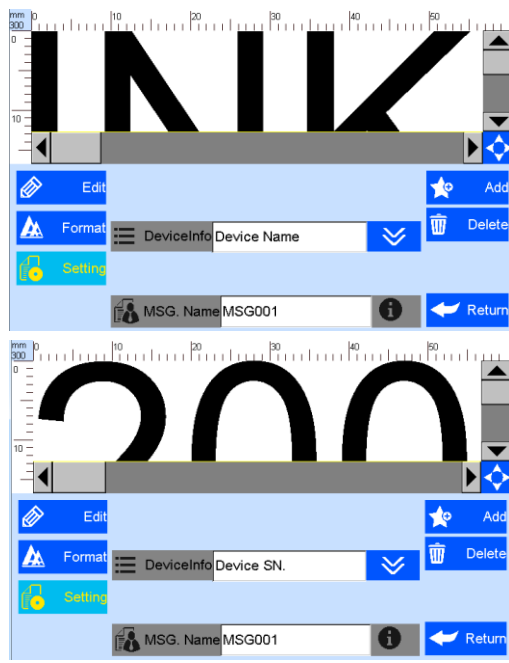 mm 0 10 20 30 40 50
300
0
INK
10
Edit Add
Format DeviceInfo Device Name Delete
Setting
MSG. Name MSG001 Return
mm 0 10 20 30 40 50
300
0
200
10
Edit Add
Format DeviceInfo Device SN. Delete
Setting
MSG. Name MSG001 Return